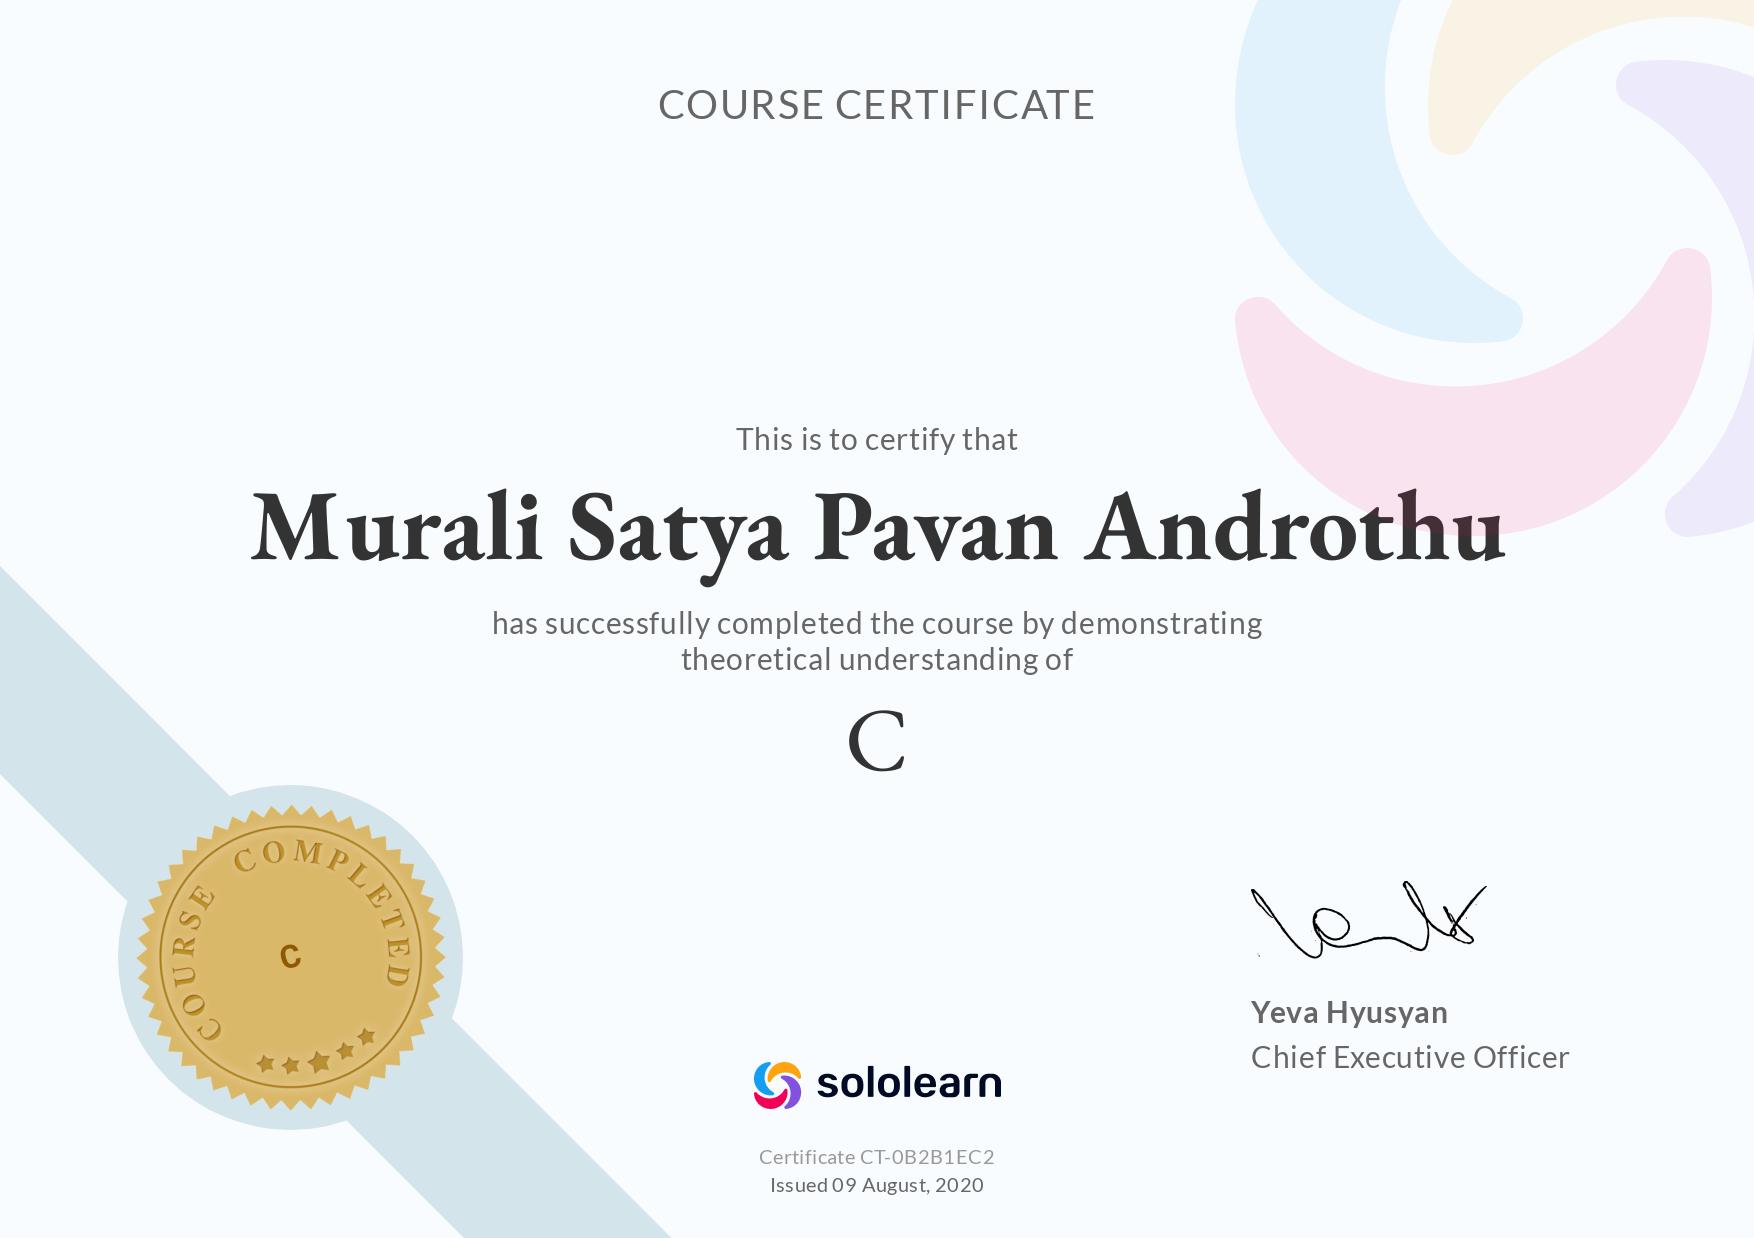 COURSE CERTIFICATE
This is to certify that
Murali Satya Pavan Androthu
has successfully completed the course by demonstrating
theoretical understanding of
C
COURSE COMPLETED
C
Yeva Hyusyan
Chief Executive Officer
sololearn
Certificate CT-0B2B1EC2
Issued 09 August, 2020